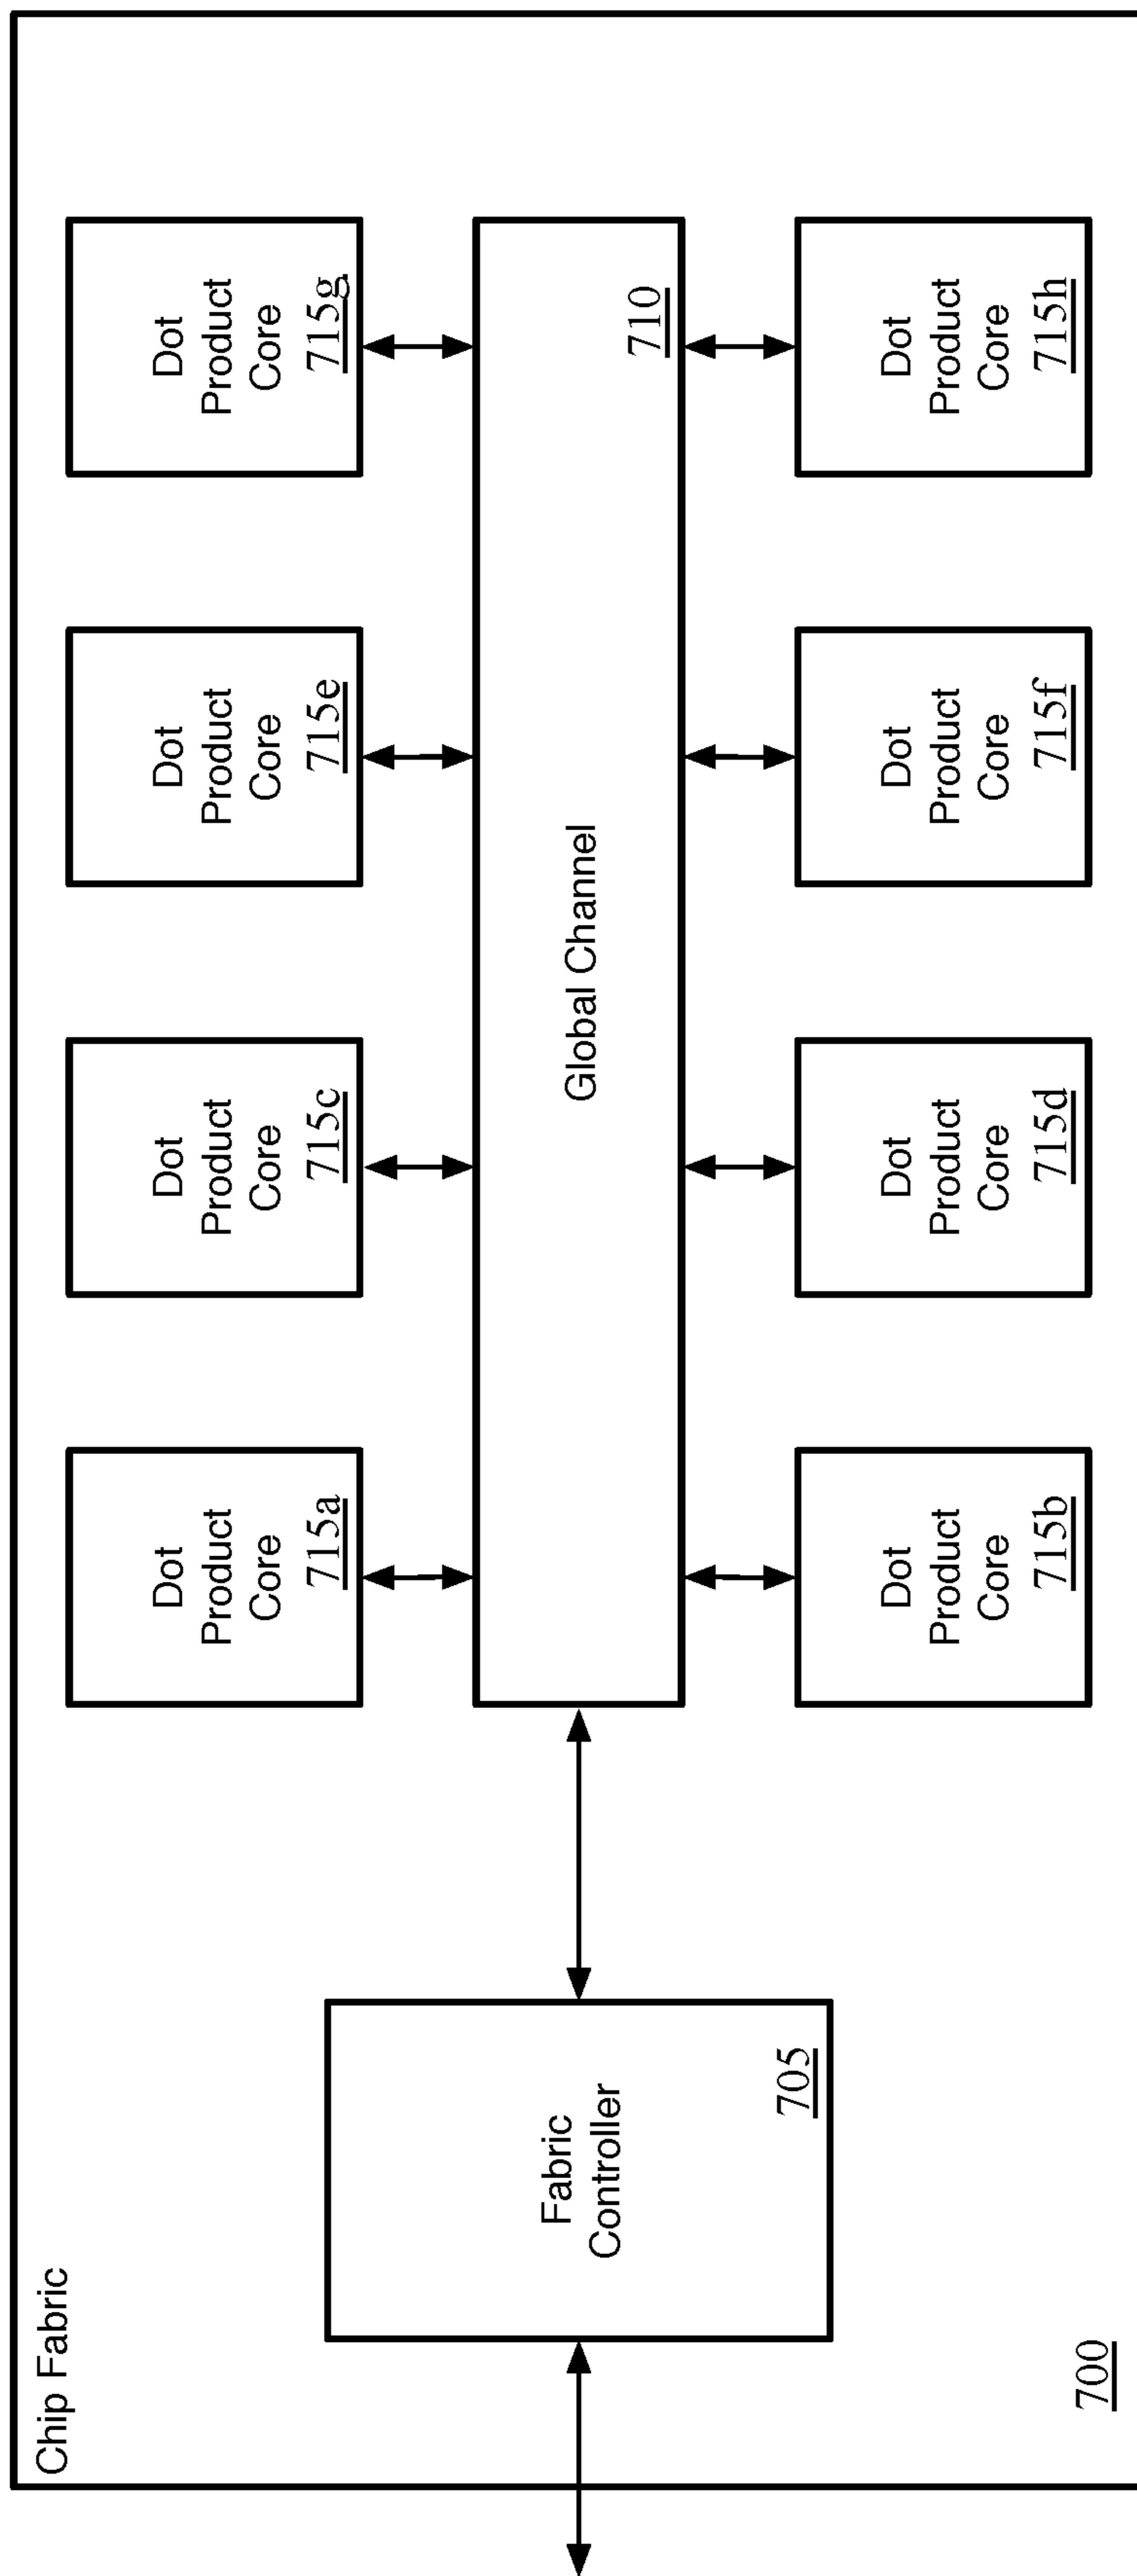 Chip Fabric
Dot
Product
Core
715a
Dot
Product
Core
715c
Dot
Product
Core
715e
Dot
Product
Core
715g
Fabric
Controller
705
Global Channel
710
Dot
Product
Core
715b
Dot
Product
Core
715d
Dot
Product
Core
715f
Dot
Product
Core
715h
700